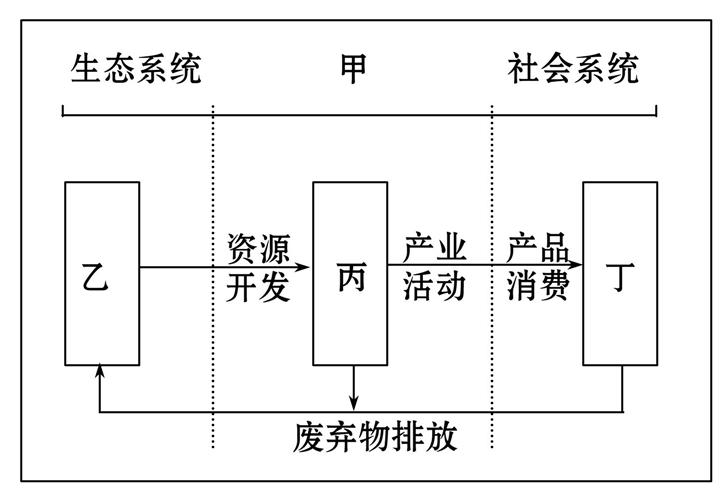 生态系统 甲 社会系统
资源 产业 产品
乙 丙 丁
开发 活动 消费
废弃物排放